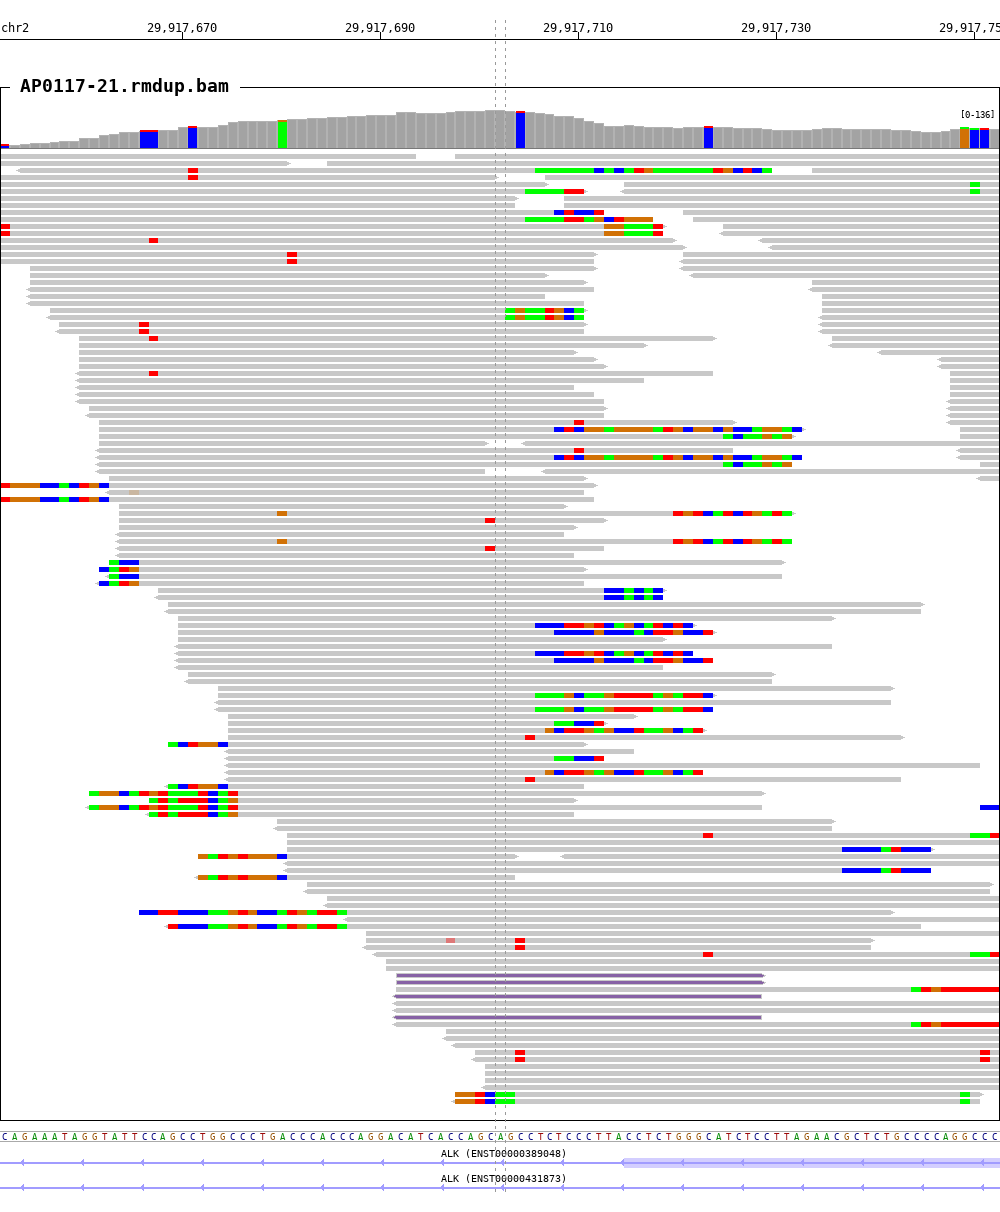 chr2 29,917,670 29,917,690 29,917,710 29,917,730 29,917,75
AP0117-21.rmdup.bam
[0-136]
CAGAAATAGGTATTCCAGCCTGGCCCTGACCCACCCAGGACATCACCAGCAGCCTCTCCCTTACCTCTGGGCATCTCCTTAGAACGCTCTGCCCCAGGCCC
ALK (ENST00000389048)
ALK (ENST00000431873)